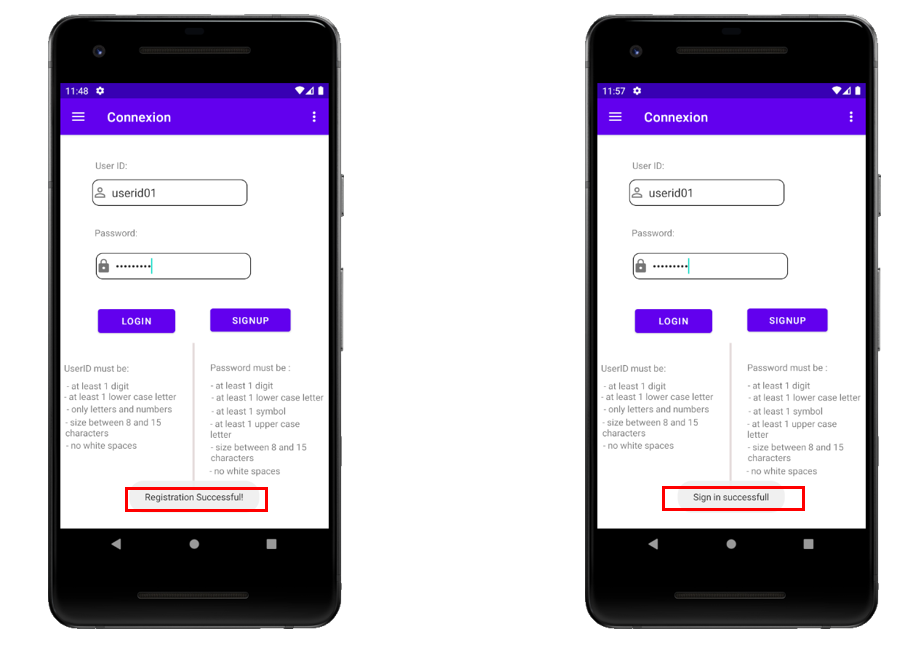 11:48
Connexion
User ID:
userid01
Password:
•••••••••
LOGIN
SIGNUP
UserID must be:
- at least 1 digit
- at least 1 lower case letter
- only letters and numbers
- size between 8 and 15
characters
- no white spaces
Password must be :
- at least 1 digit
- at least 1 lower case letter
- at least 1 symbol
- at least 1 upper case
letter
- size between 8 and 15
characters
- no white spaces
Registration Successful!
11:57
Connexion
User ID:
userid01
Password:
•••••••••
LOGIN
SIGNUP
UserID must be:
- at least 1 digit
- at least 1 lower case letter
- only letters and numbers
- size between 8 and 15
characters
- no white spaces
Password must be :
- at least 1 digit
- at least 1 lower case letter
- at least 1 symbol
- at least 1 upper case
letter
- size between 8 and 15
characters
- no white spaces
Sign in successfull